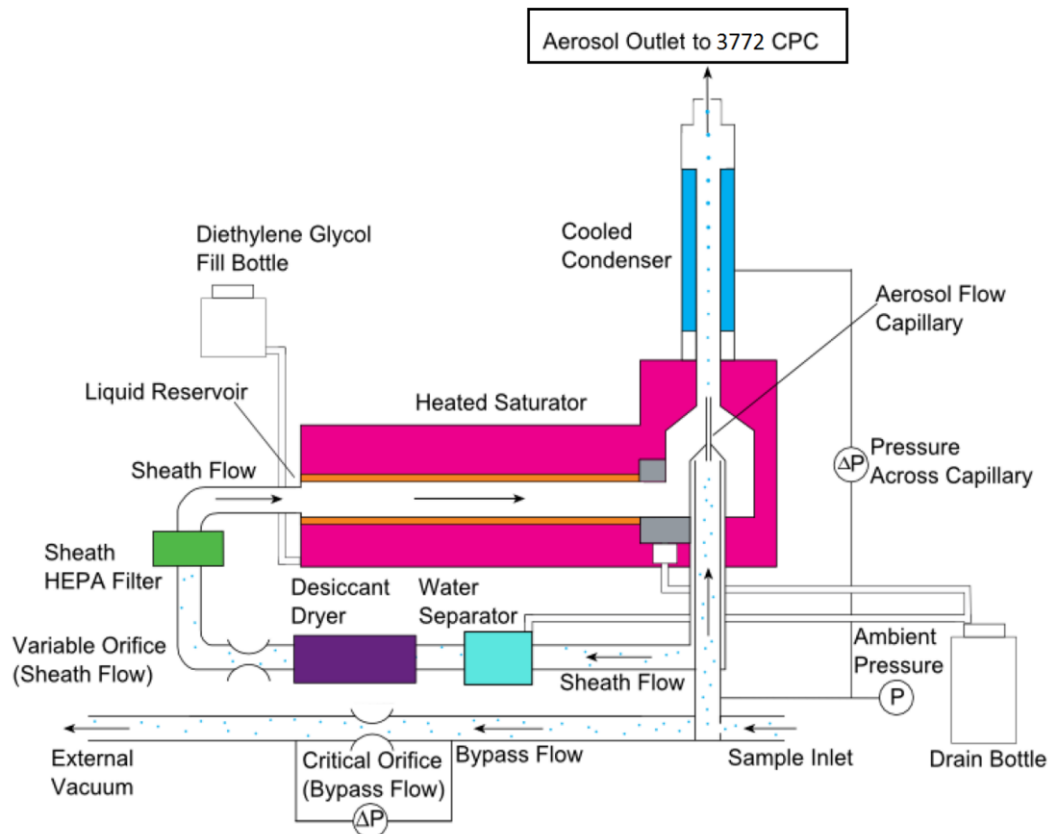 Aerosol Outlet to 3772 CPC
Diethylene Glycol
Fill Bottle
Cooled
Condenser
Aerosol Flow
Capillary
Liquid Reservoir
Heated Saturator
Sheath Flow
ΔP
Pressure
Across Capillary
Sheath
HEPA Filter
Desiccant
Dryer
Water
Separator
Variable Orifice
(Sheath Flow)
Sheath Flow
Ambient
Pressure
P
External
Vacuum
Critical Orifice
(Bypass Flow)
Bypass Flow
Sample Inlet
Drain Bottle
ΔP